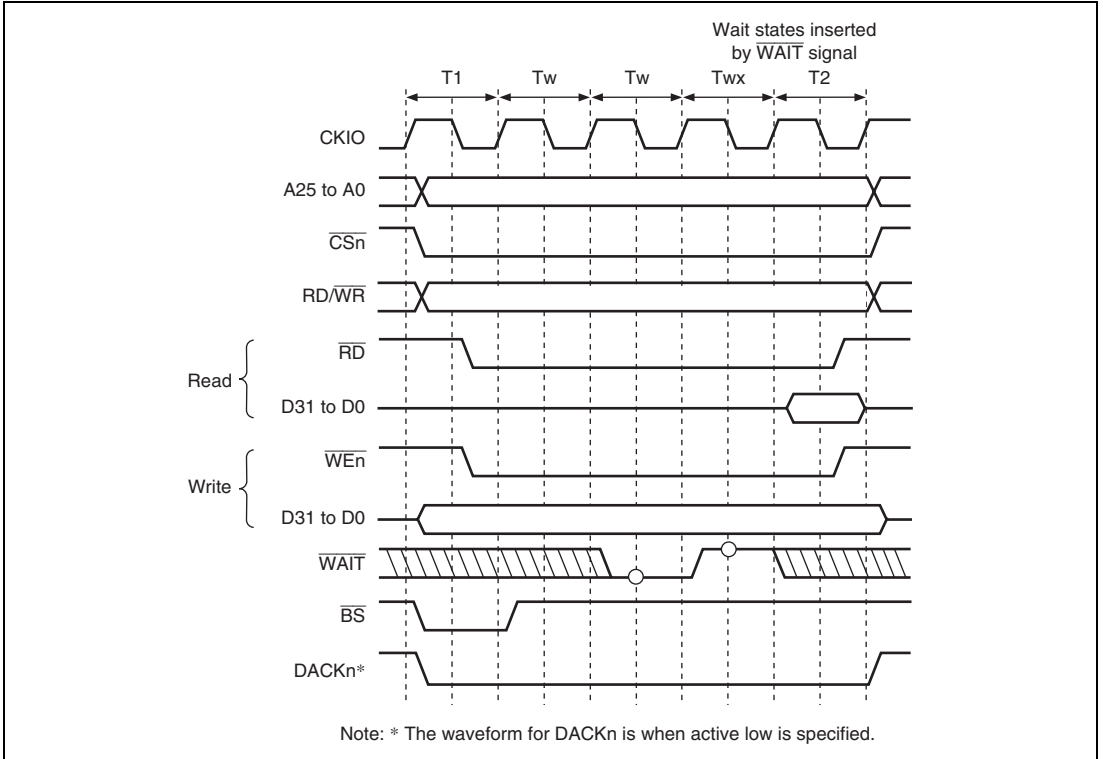 Wait states inserted
by WAIT signal
T1 Tw Tw Twx T2
CKIO
A25 to A0
CSn
RD/WR
RD
Read
D31 to D0
WEn
Write
D31 to D0
WAIT
BS
DACKn*
Note: * The waveform for DACKn is when active low is specified.